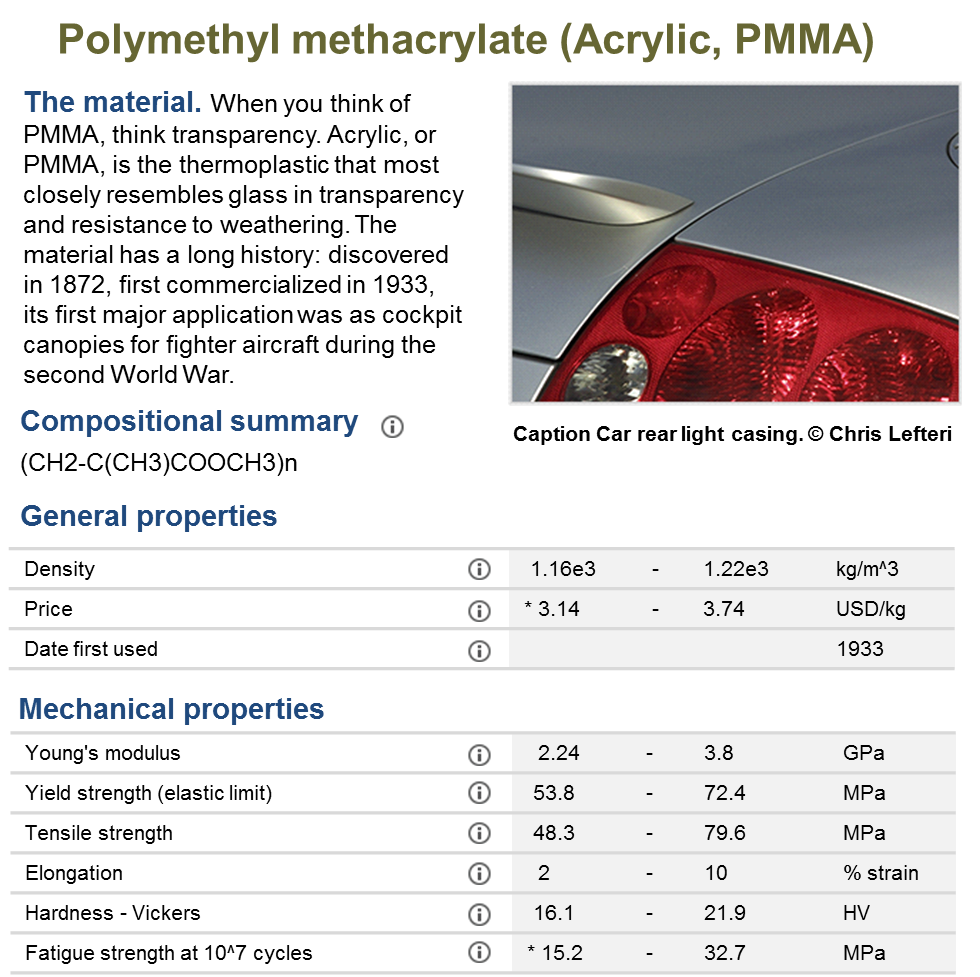 Polymethyl methacrylate (Acrylic, PMMA)
The material. When you think of
PMMA, think transparency. Acrylic, or
PMMA, is the thermoplastic that most
closely resembles glass in transparency
and resistance to weathering. The
material has a long history: discovered
in 1872, first commercialized in 1933,
its first major application was as cockpit
canopies for fighter aircraft during the
second World War.
Caption Car rear light casing. © Chris Lefteri
Compositional summary
(CH2-C(CH3)COOCH3)n
General properties
Density 1.16e3 - 1.22e3 kg/m^3
Price * 3.14 - 3.74 USD/kg
Date first used 1933
Mechanical properties
Young's modulus 2.24 - 3.8 GPa
Yield strength (elastic limit) 53.8 - 72.4 MPa
Tensile strength 48.3 - 79.6 MPa
Elongation 2 - 10 % strain
Hardness - Vickers 16.1 - 21.9 HV
Fatigue strength at 10^7 cycles * 15.2 - 32.7 MPa